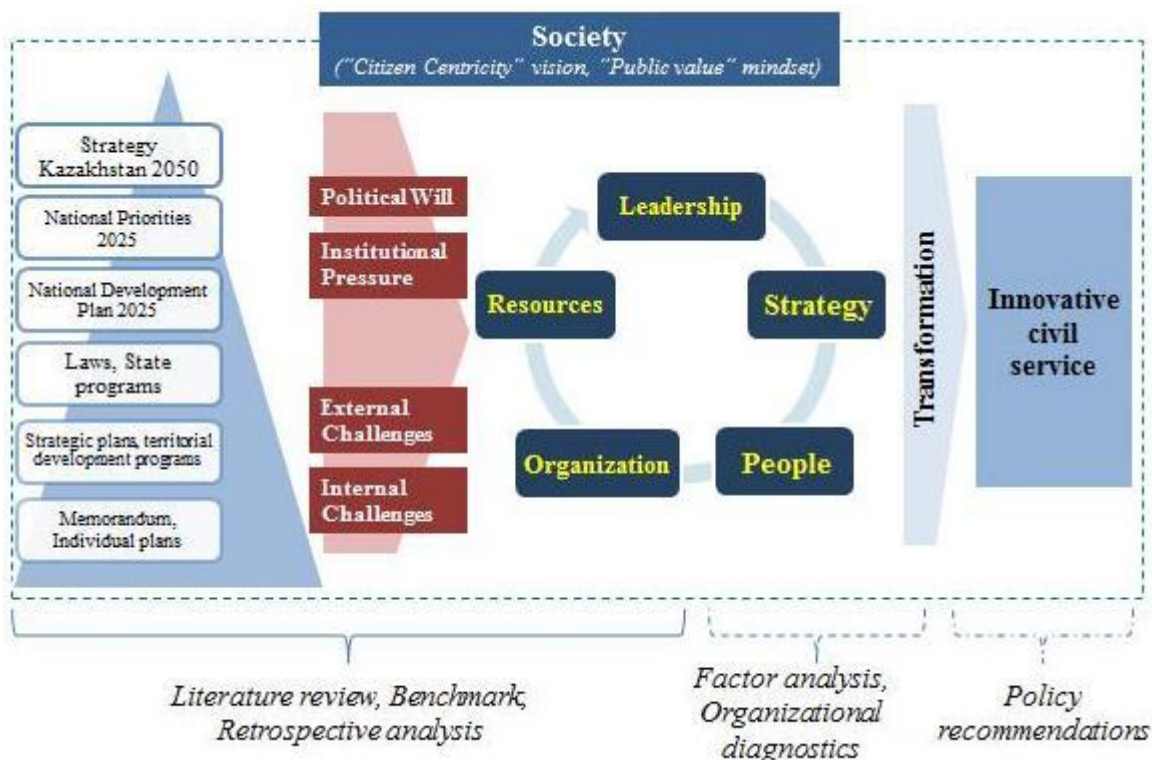 Society
("Citizen Centricity" vision, "Public value" mindset)
Strategy
Kazakhstan 2050
National Priorities
2025
National Development
Plan 2025
Laws, State
programs
Strategic plans, territorial
development programs
Memorandum,
Individual plans
Political Will
Institutional
Pressure
External
Challenges
Internal
Challenges
Leadership
Strategy
People
Organization
Resources
Transformation
Innovative
civil
service
Literature review, Benchmark,
Retrospective analysis
Factor analysis,
Organizational
diagnostics
Policy
recommendations